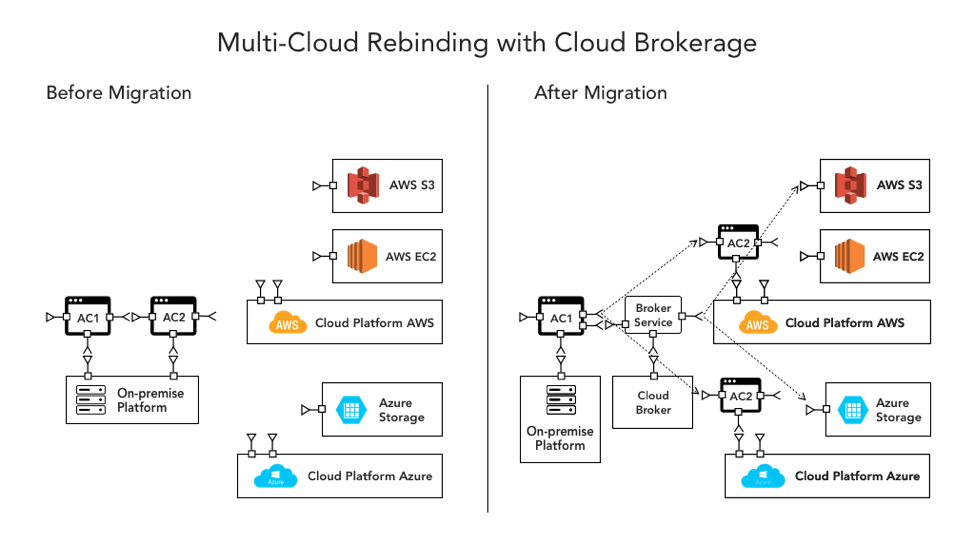 Multi-Cloud Rebinding with Cloud Brokerage
Before Migration
AWS S3
AWS EC2
AC1
AC2
AWS
Cloud Platform AWS
On-premise
Platform
Azure
Storage
Azure
Cloud Platform Azure
After Migration
AWS S3
AC2
AWS EC2
AC1
Broker
Service
AWS
Cloud Platform AWS
On-premise
Platform
Cloud
Broker
AC2
Azure
Storage
Azure
Cloud Platform Azure